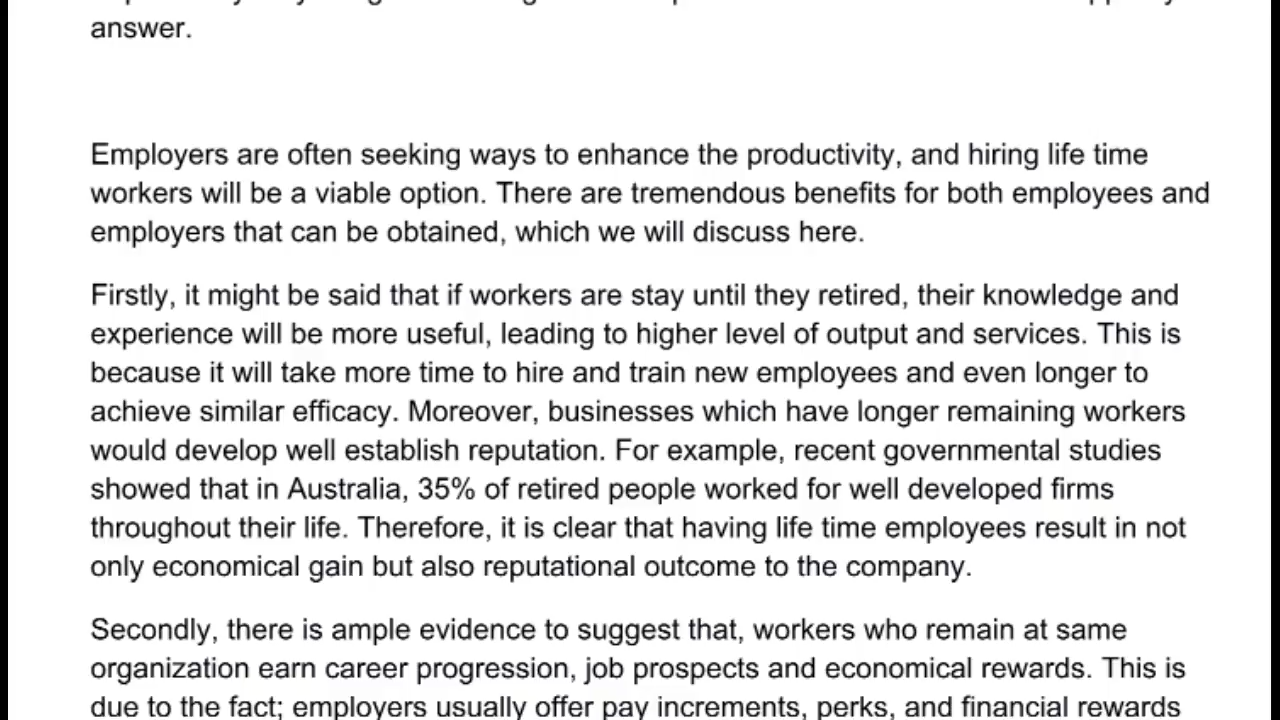 answer.
Employers are often seeking ways to enhance the productivity, and hiring life time
workers will be a viable option. There are tremendous benefits for both employees and
employers that can be obtained, which we will discuss here.
Firstly, it might be said that if workers are stay until they retired, their knowledge and
experience will be more useful, leading to higher level of output and services. This is
because it will take more time to hire and train new employees and even longer to
achieve similar efficacy. Moreover, businesses which have longer remaining workers
would develop well establish reputation. For example, recent governmental studies
showed that in Australia, 35% of retired people worked for well developed firms
throughout their life. Therefore, it is clear that having life time employees result in not
only economical gain but also reputational outcome to the company.
Secondly, there is ample evidence to suggest that, workers who remain at same
organization earn career progression, job prospects and economical rewards. This is
due to the fact; employers usually offer pay increments, perks, and financial rewards